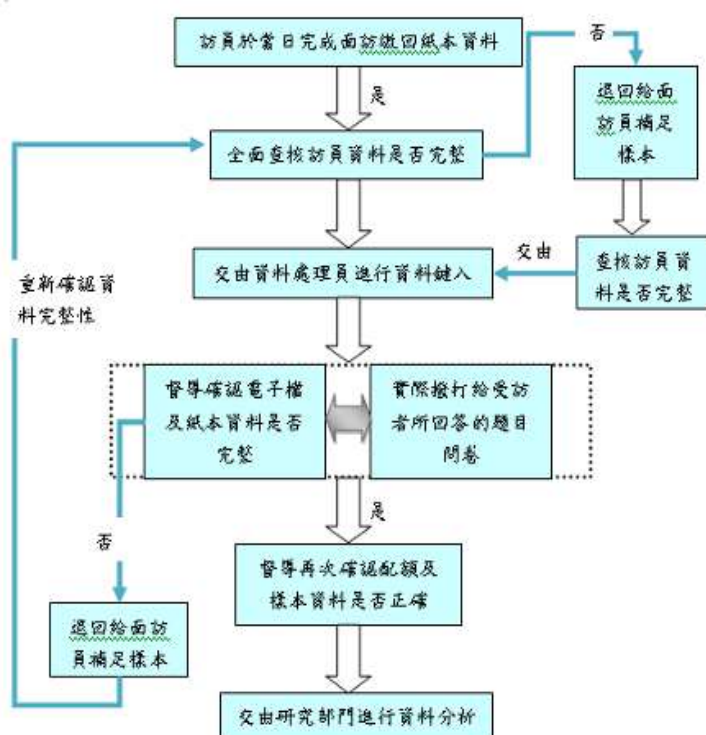 訪員於當日完成面訪繳回紙本資料
否
是
退回給面
訪員補足
樣本
全面查核訪員資料是否完整
交由
查核訪員資
料是否完整
交由資料處理員進行資料鍵入
重新確認資
料完整性
督導確認電子檔
及紙本資料是否
完整
實際撥打給受訪
者所回答的題目
問卷
是
否
督導再次確認配額及
樣本資料是否正確
退回給面訪
員補足樣本
交由研究部門進行資料分析